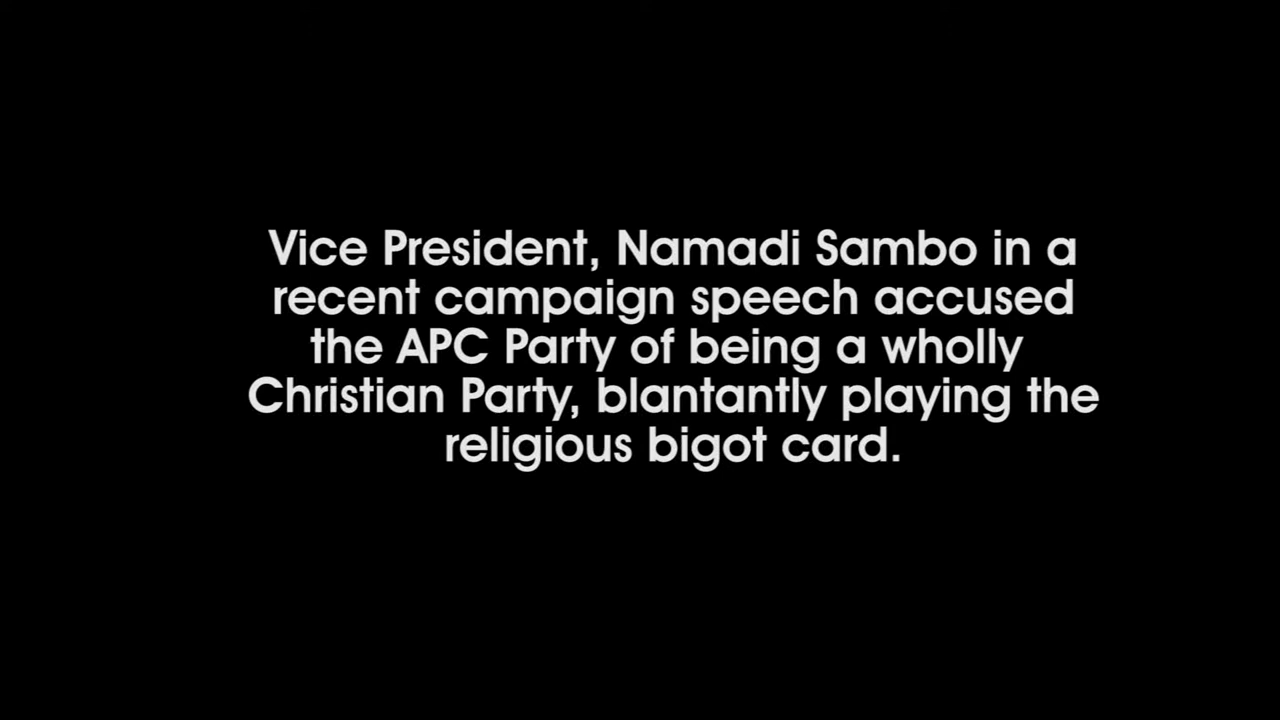 Vice President, Namadi Sambo in a
recent campaign speech accused
the APC Party of being a wholly
Christian Party, blantantly playing the
religious bigot card.